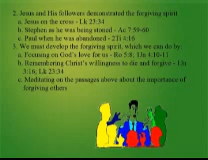 2. Jesus and His followers demonstrated the forgiving spirit
a. Jesus on the cross - Lk 23:34
b. Stephen as he was being stoned - Ac 7:59-60
c. Paul when he was abandoned - 2Ti 4:16
3. We must develop the forgiving spirit, which we can do by:
a. Focusing on God's love for us - Ro 5:8; 1Jn 4:10-11
b. Remembering Christ's willingness to die and forgive - 1Jn
3:16; Lk 23:34
c. Meditating on the passages above about the importance of
forgiving others